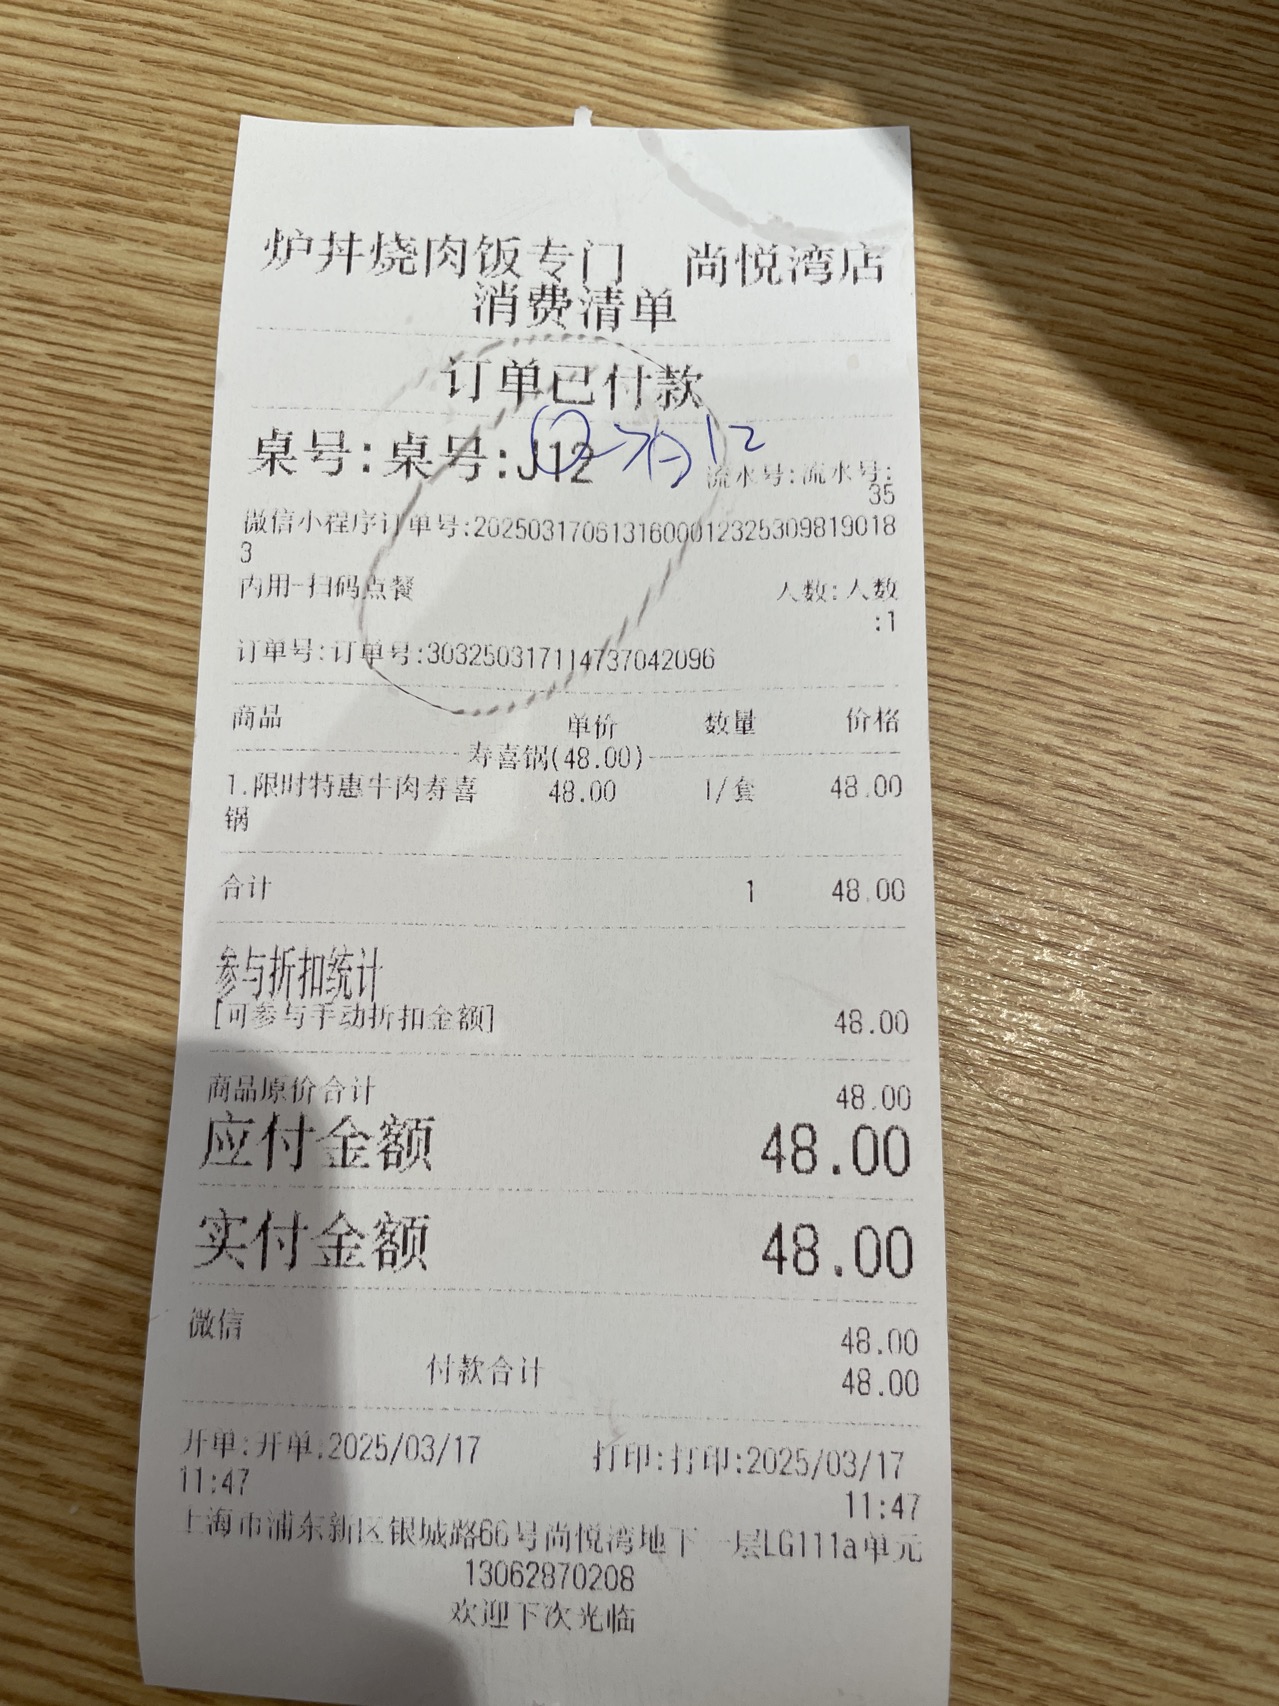 炉丼烧肉饭专门 尚悦湾店
消费清单
订单已付款
桌号:桌号:J12
12
流水号:流水号:
35
微信小程序订单号:2025031706131600012325309819018
3
内用-扫码点餐 人数:人数
:1
订单号:订单号:303250317114737042096
商品 单价 数量 价格
寿喜锅(48.00)
1.限时特惠牛肉寿喜 48.00 1/套 48.00
锅
合计 1 48.00
参与折扣统计
[可参与手动折扣金额] 48.00
商品原价合计 48.00
应付金额 48.00
实付金额 48.00
微信 48.00
付款合计 48.00
开单:开单:2025/03/17 打印:打印:2025/03/17
11:47 11:47
上海市浦东新区银城路66号尚悦湾地下一层LG111a单元
13062870208
欢迎下次光临